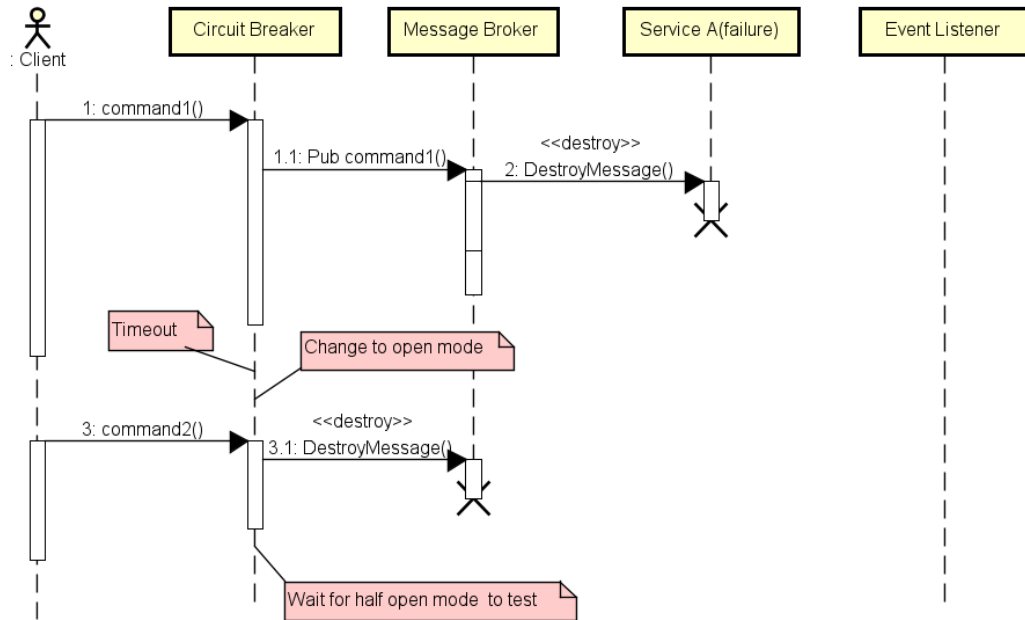 : Client
Circuit Breaker
Message Broker
Service A(failure)
Event Listener
1: command1()
1.1: Pub command1()
<<destroy>>
2: DestroyMessage()
Timeout
Change to open mode
3: command2()
<<destroy>>
3.1: DestroyMessage()
Wait for half open mode  to test